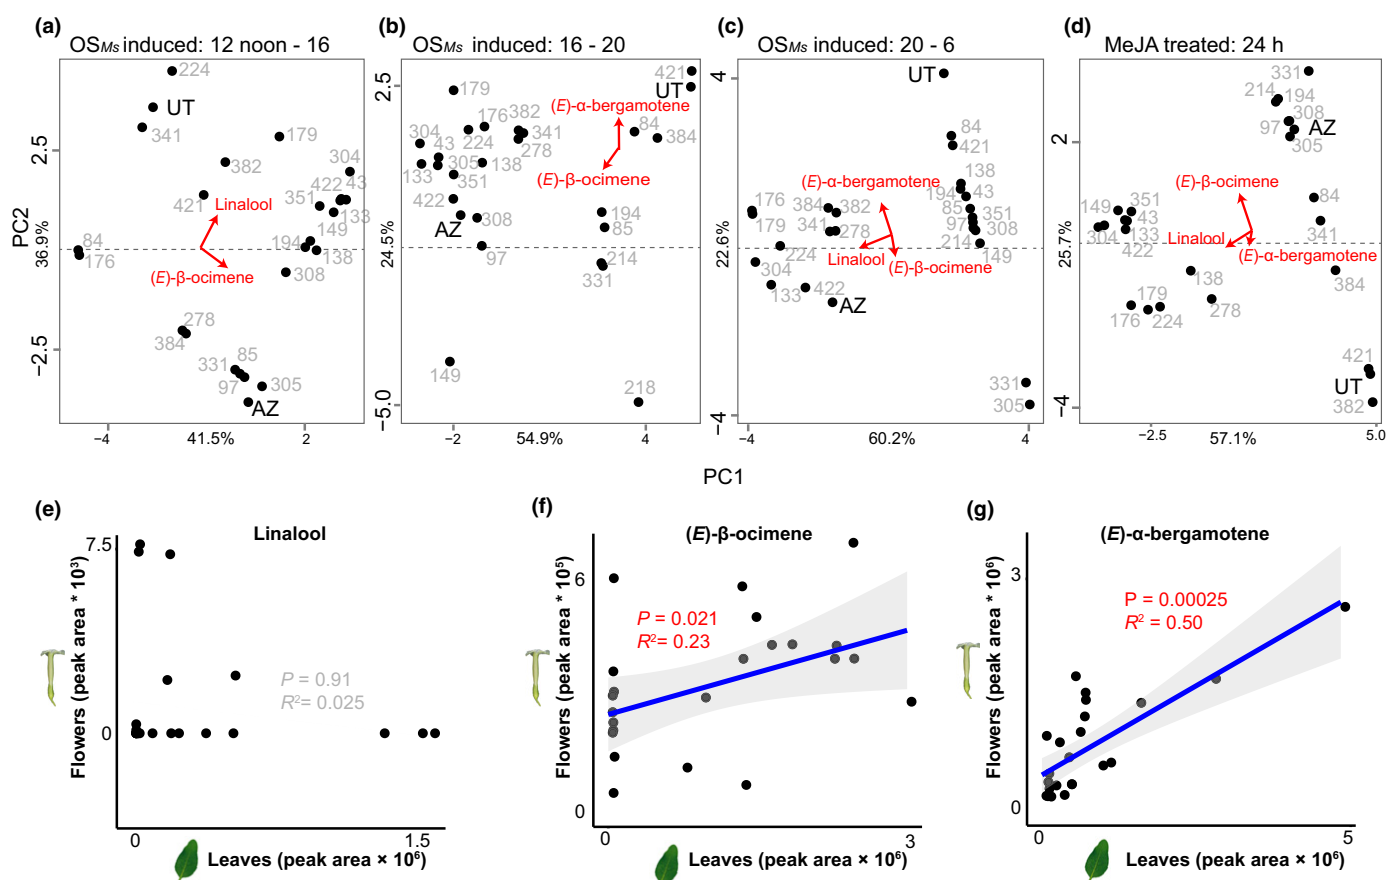 (a)
OSMs induced: 12 noon - 16
PC2
36.9%
2.5
−2.5
224
UT
341
179
382
304
421
351
422
43
133
Linalool
149
194
138
84
176
(E)-β-ocimene
308
278
384
331
85
97
305
AZ
−4
41.5%
2
(b)
OSMs induced: 16 - 20
2.5
24.5%
−5.0
421
UT
179
(E)-α-bergamotene
382
176
304
224
341
84
384
43
278
305
138
133
351
(E)-β-ocimene
422
AZ
308
194
85
97
214
331
149
218
−2
54.9%
4
(c)
OSMs induced: 20 - 6
4
22.6%
−4
UT
84
421
138
(E)-α-bergamotene
176
384
382
194
43
85
351
179
341
278
97
308
214
224
Linalool
(E)-β-ocimene
149
304
133
422
AZ
331
305
−4
60.2%
4
(d)
MeJA treated: 24 h
2
25.7%
−4
331
214
194
308
97
AZ
305
(E)-β-ocimene
84
149
351
43
304
133
Linalool
341
422
(E)-α-bergamotene
384
138
179
278
176
224
421
UT
382
−2.5
57.1%
5.0
PC1
(e)
Linalool
Flowers (peak area * 10³)
7.5
0
P = 0.91
R²= 0.025
0
1.5
Leaves (peak area × 10⁶)
(f)
(E)-β-ocimene
Flowers (peak area * 10⁵)
6
0
P = 0.021
R²= 0.23
0
3
Leaves (peak area × 10⁶)
(g)
(E)-α-bergamotene
Flowers (peak area * 10⁶)
3
0
P = 0.00025
R² = 0.50
0
5
Leaves (peak area × 10⁶)